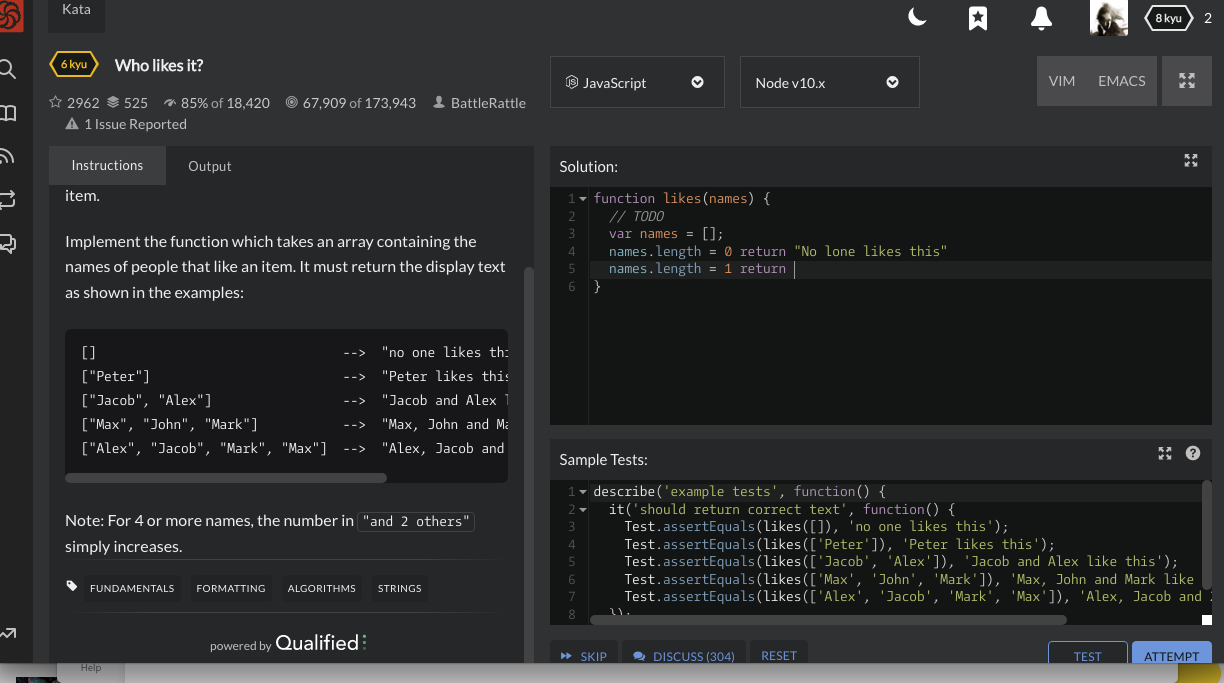 Kata
8 kyu
2
6 kyu
Who likes it?
2962 525 85% of 18,420 67,909 of 173,943 BattleRattle
1 Issue Reported
JavaScript
Node v10.x
VIM
EMACS
Instructions
Output
item.
Implement the function which takes an array containing the
names of people that like an item. It must return the display text
as shown in the examples:
[] --> "no one likes thi
["Peter"] --> "Peter likes this
["Jacob", "Alex"] --> "Jacob and Alex l
["Max", "John", "Mark"] --> "Max, John and Ma
["Alex", "Jacob", "Mark", "Max"] --> "Alex, Jacob and
Note: For 4 or more names, the number in "and 2 others"
simply increases.
FUNDAMENTALS FORMATTING ALGORITHMS STRINGS
powered by Qualified
Solution:
1 function likes(names) {
2 // TODO
3 var names = [];
4 names.length = 0 return "No lone likes this"
5 names.length = 1 return
6 }
Sample Tests:
1 describe('example tests', function() {
2 it('should return correct text', function() {
3 Test.assertEquals(likes([]), 'no one likes this');
4 Test.assertEquals(likes(['Peter']), 'Peter likes this');
5 Test.assertEquals(likes(['Jacob', 'Alex']), 'Jacob and Alex like this');
6 Test.assertEquals(likes(['Max', 'John', 'Mark']), 'Max, John and Mark like
7 Test.assertEquals(likes(['Alex', 'Jacob', 'Mark', 'Max']), 'Alex, Jacob and 2
8 });
SKIP
DISCUSS (304)
RESET
TEST
ATTEMPT
Help